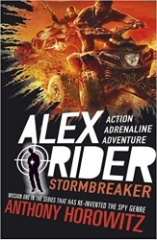 ACTION
ADRENALINE
ADVENTURE
ALEX
RIDER
STORMBREAKER
MISSION ONE IN THE SERIES THAT HAS RE-INVENTED THE SPY GENRE
ANTHONY HOROWITZ